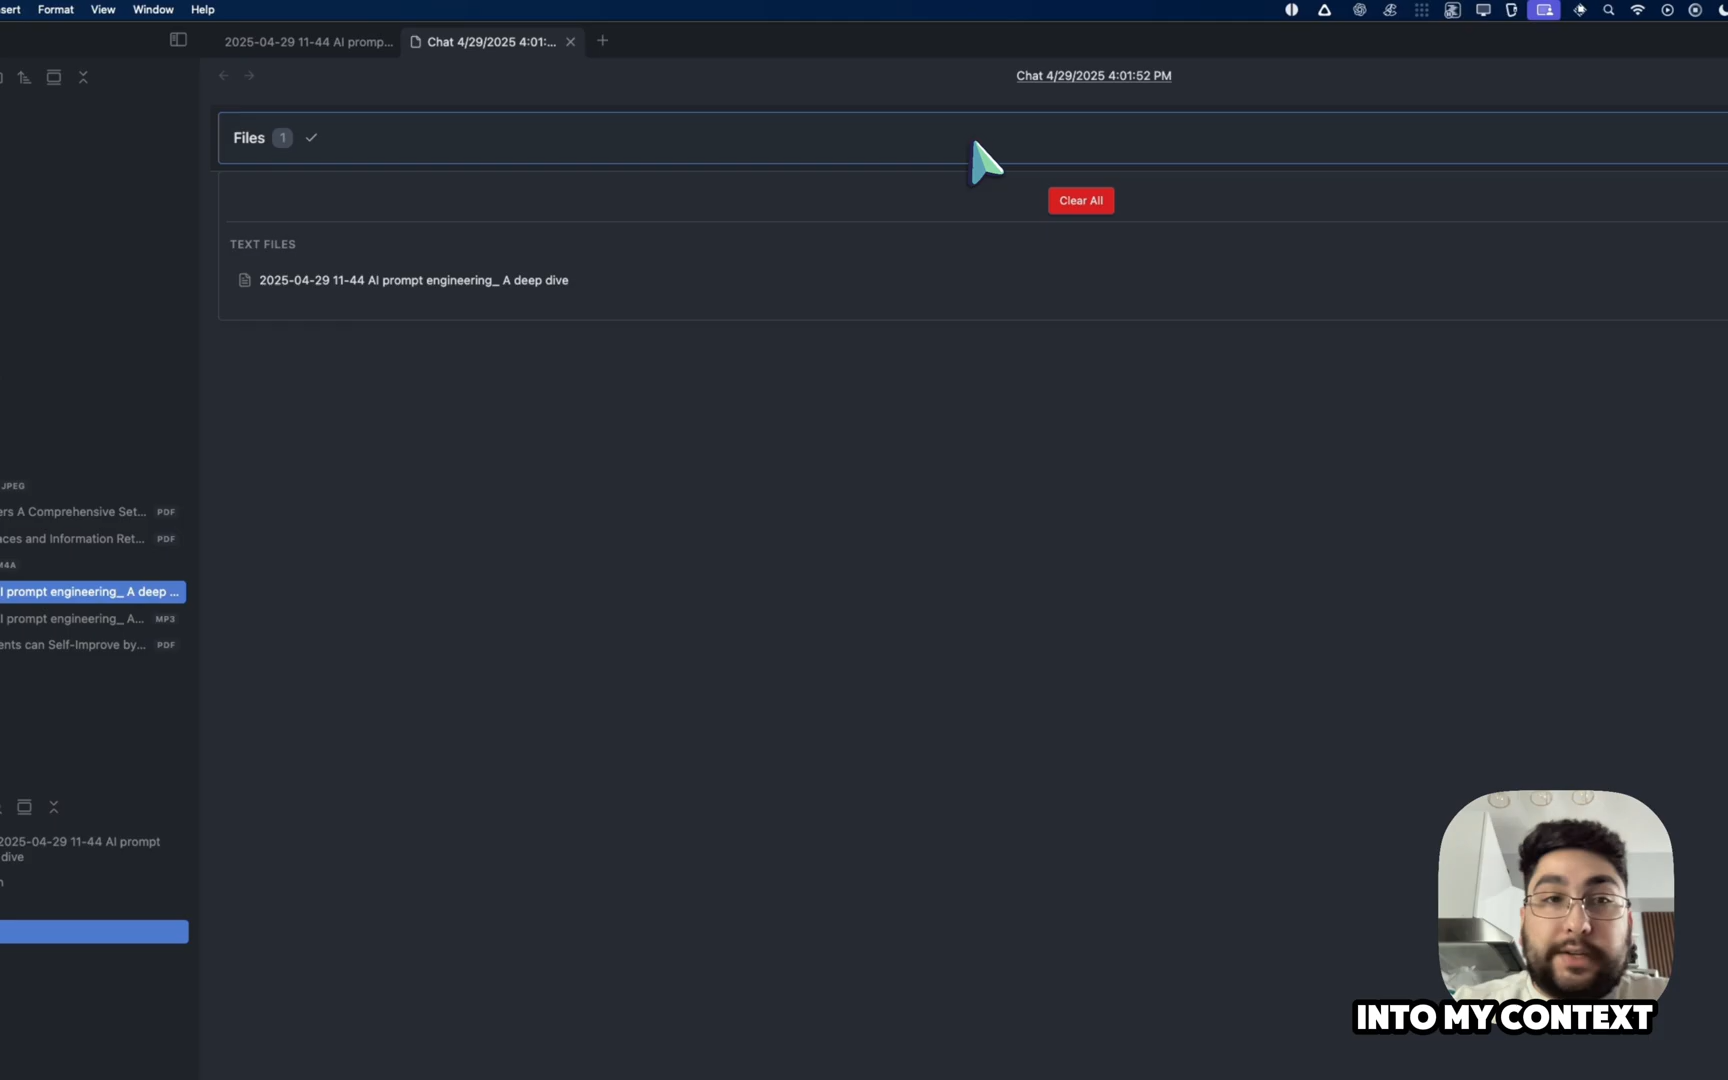 sert Format View Window Help
2025-04-29 11-44 AI promp... Chat 4/29/2025 4:01:...
Chat 4/29/2025 4:01:52 PM
Files 1
Clear All
TEXT FILES
2025-04-29 11-44 AI prompt engineering_ A deep dive
JPEG
ers A Comprehensive Set... PDF
aces and Information Ret... PDF
M4A
I prompt engineering_ A deep ...
I prompt engineering_ A... MP3
ents can Self-Improve by... PDF
2025-04-29 11-44 AI prompt
dive
INTO MY CONTEXT